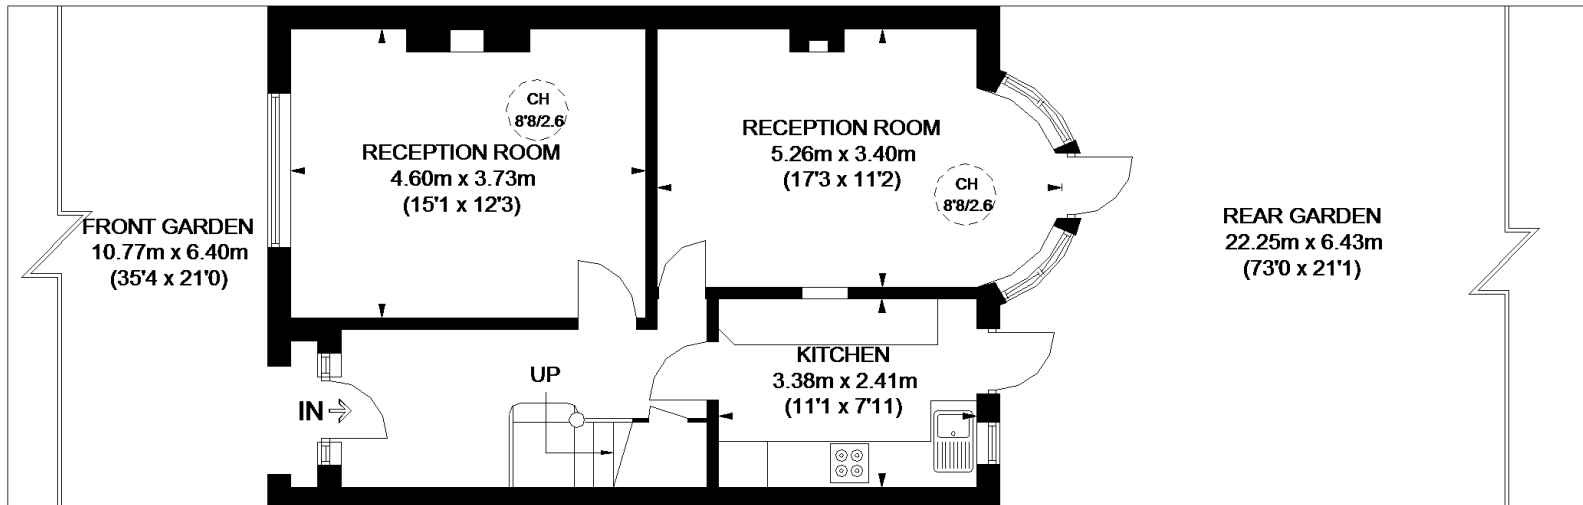 FRONT GARDEN
10.77m x 6.40m
(35'4 x 21'0)
CH
8'8/2.6
RECEPTION ROOM
4.60m x 3.73m
(15'1 x 12'3)
RECEPTION ROOM
5.26m x 3.40m
(17'3 x 11'2)
CH
8'8/2.6
REAR GARDEN
22.25m x 6.43m
(73'0 x 21'1)
IN
UP
KITCHEN
3.38m x 2.41m
(11'1 x 7'11)